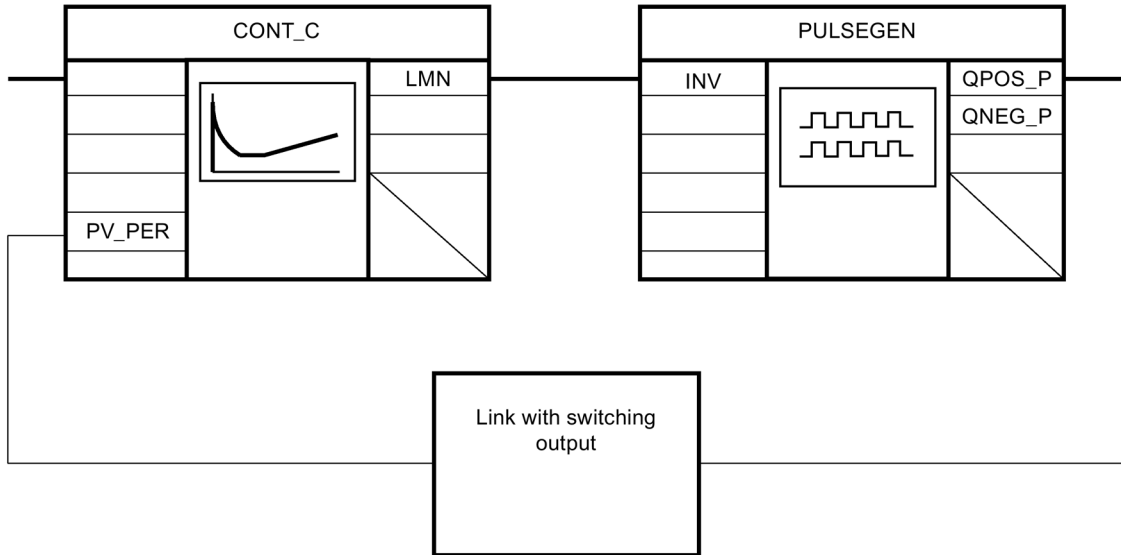 CONT_C
PULSEGEN
LMN
INV
QPOS_P
QNEG_P
PV_PER
Link with switching
output